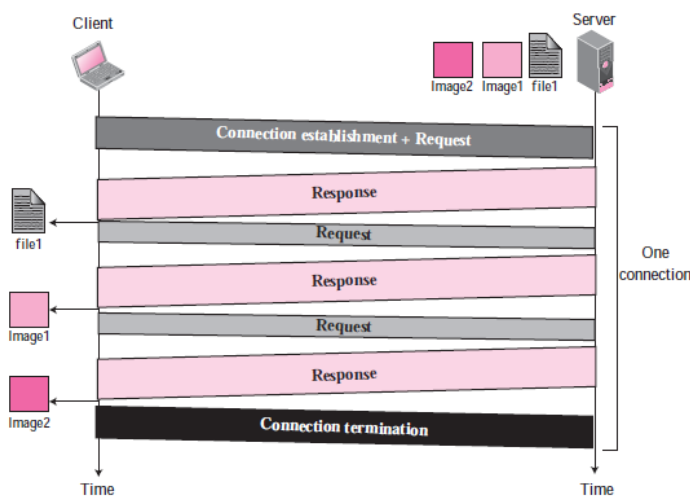 Client
Server
Image2
Image1
file1
Connection establishment + Request
Response
file1
Request
One
connection
Response
Image1
Request
Response
Image2
Connection termination
Time
Time